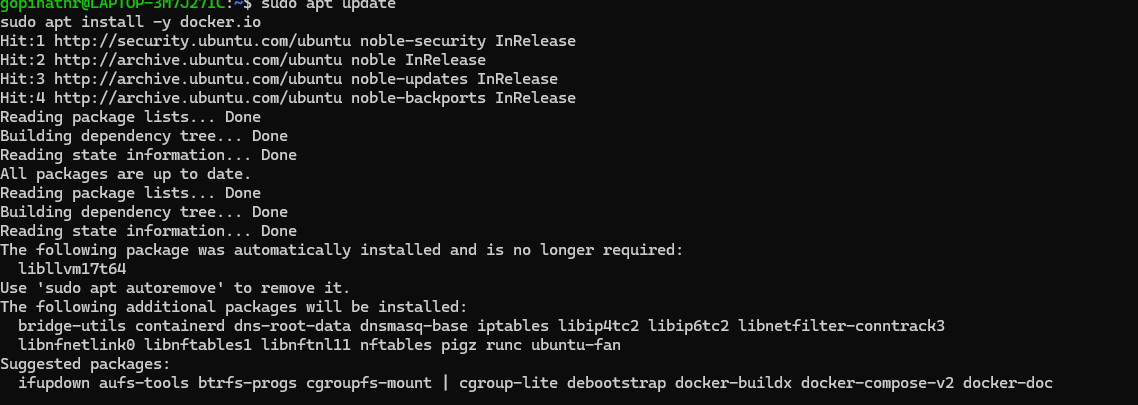 gopinathr@LAPTOP-3M7J27IC:~$ sudo apt update
sudo apt install -y docker.io
Hit:1 http://security.ubuntu.com/ubuntu noble-security InRelease
Hit:2 http://archive.ubuntu.com/ubuntu noble InRelease
Hit:3 http://archive.ubuntu.com/ubuntu noble-updates InRelease
Hit:4 http://archive.ubuntu.com/ubuntu noble-backports InRelease
Reading package lists... Done
Building dependency tree... Done
Reading state information... Done
All packages are up to date.
Reading package lists... Done
Building dependency tree... Done
Reading state information... Done
The following package was automatically installed and is no longer required:
  libllvm17t64
Use 'sudo apt autoremove' to remove it.
The following additional packages will be installed:
  bridge-utils containerd dns-root-data dnsmasq-base iptables libip4tc2 libip6tc2 libnetfilter-conntrack3
  libnfnetlink0 libnftables1 libnftnl11 nftables pigz runc ubuntu-fan
Suggested packages:
  ifupdown aufs-tools btrfs-progs cgroupfs-mount | cgroup-lite debootstrap docker-buildx docker-compose-v2 docker-doc